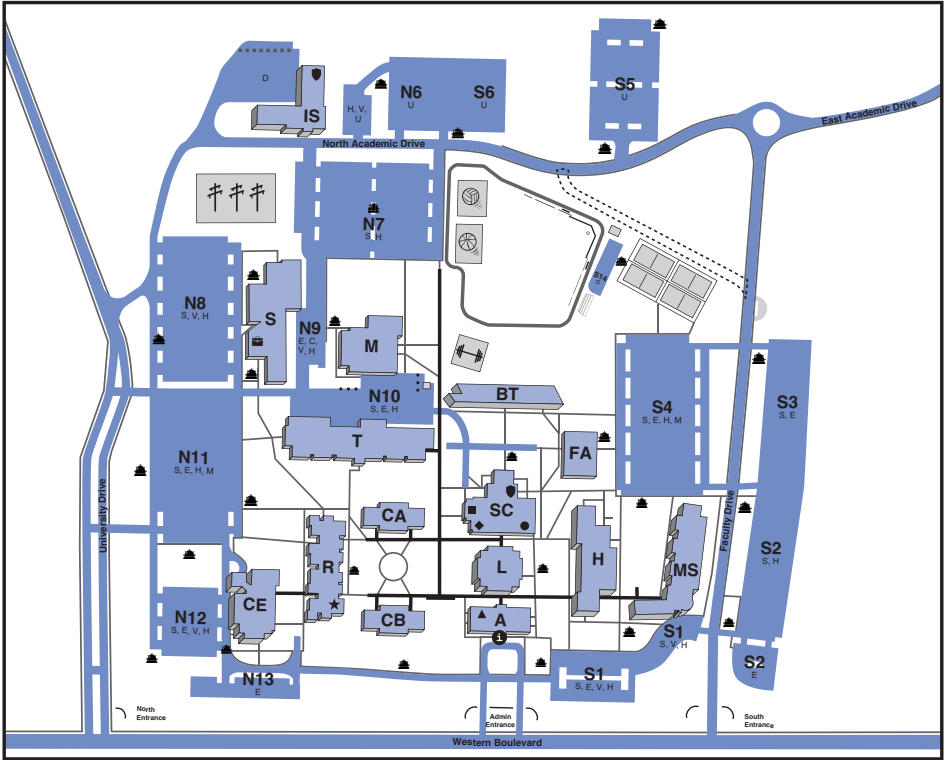 D
IS
H, V,
U
N6
U
S6
U
S5
U
East Academic Drive
North Academic Drive
N7
S, H
S14
N8
S, V, H
S
N9
E, C,
V, H
M
N10
S, E, H
BT
S4
S, E, H, M
S3
S, E
T
FA
N11
S, E, H, M
University Drive
CA
SC
H
Faculty Drive
S2
S, H
R
L
MS
CE
N12
S, E, V, H
CB
A
i
S1
S, V, H
S2
E
N13
E
S1
S, E, V, H
North
Entrance
Admin
Entrance
South
Entrance
Western Boulevard